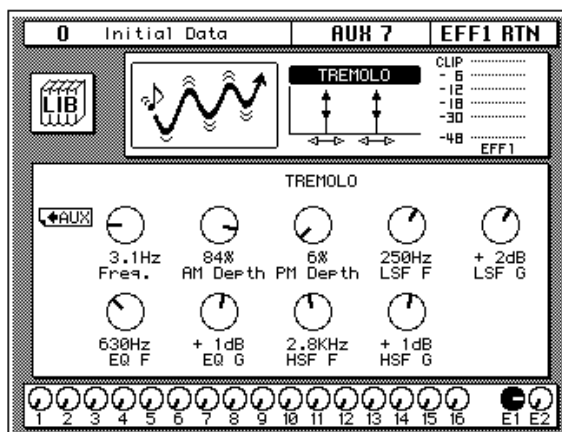 0 Initial Data AUX 7 EFF1 RTN
LIB
TREMOLO
CLIP
- 6
-12
-18
-30
-48
EFF1
TREMOLO
AUX
3.1Hz 84% 6% 250Hz + 2dB
Freq. AM Depth PM Depth LSF F LSF G
630Hz + 1dB 2.8KHz + 1dB
EQ F EQ G HSF F HSF G
1 2 3 4 5 6 7 8 9 10 11 12 13 14 15 16 E1 E2